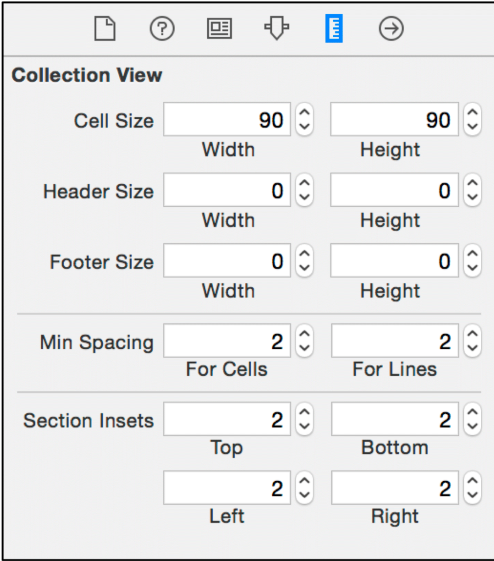 Collection View
Cell Size 90 90
Width Height
Header Size 0 0
Width Height
Footer Size 0 0
Width Height
Min Spacing 2 2
For Cells For Lines
Section Insets 2 2
Top Bottom
2 2
Left Right